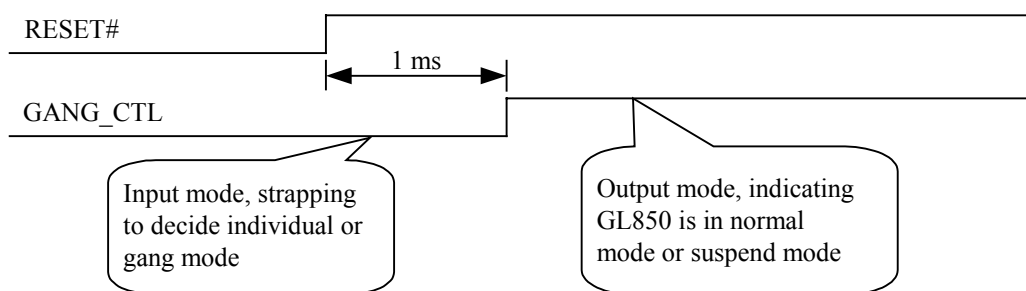 RESET#
1 ms
GANG_CTL
Input mode, strapping
to decide individual or
gang mode
Output mode, indicating
GL850 is in normal
mode or suspend mode